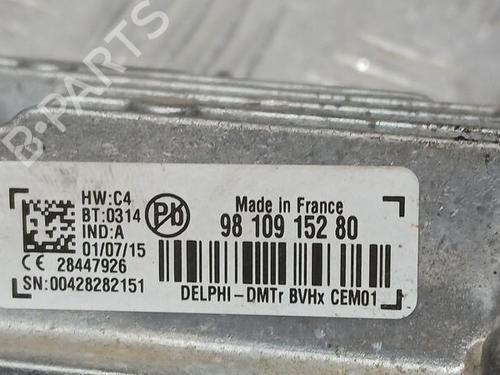 B-PARTS
HW:C4
BT:0314
IND:A
01/07/15
CE 28447926
SN:00428282151
Pb
Made In France
98 109 152 80
DELPHI-DMTr BVHx CEM01